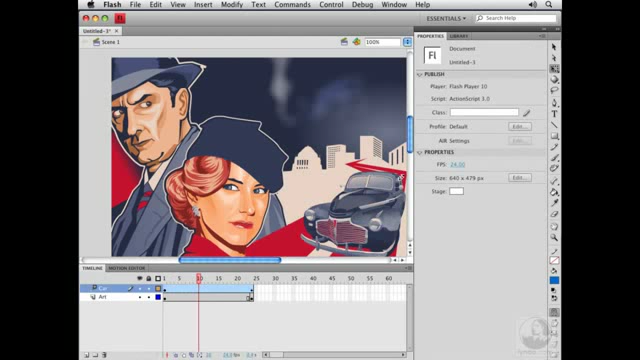 Flash File Edit View Insert Modify Text Commands Control Debug Window Help
FL
ESSENTIALS
Search Help
Untitled-3*
Scene 1
100%
PROPERTIES LIBRARY
Fl
Document
Untitled-3
PUBLISH
Player: Flash Player 10
Script: ActionScript 3.0
Class:
Profile: Default
Edit...
AIR Settings
Edit...
PROPERTIES
FPS: 24.00
Size: 640 x 479 px
Edit...
Stage:
TIMELINE MOTION EDITOR
1 5 10 15 20 25 30 35 40 45 50 55 60
Car
Art